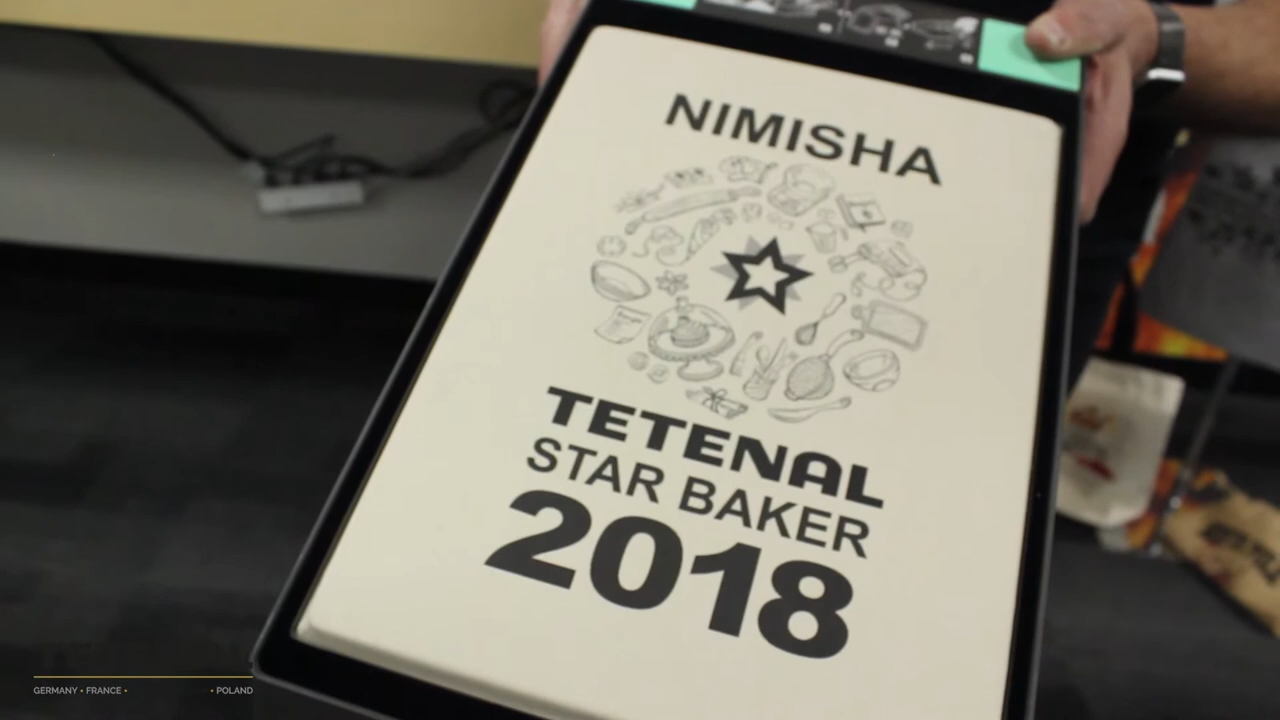 NIMISHA
TETENAL
STAR BAKER
2018
GERMANY • FRANCE • • POLAND